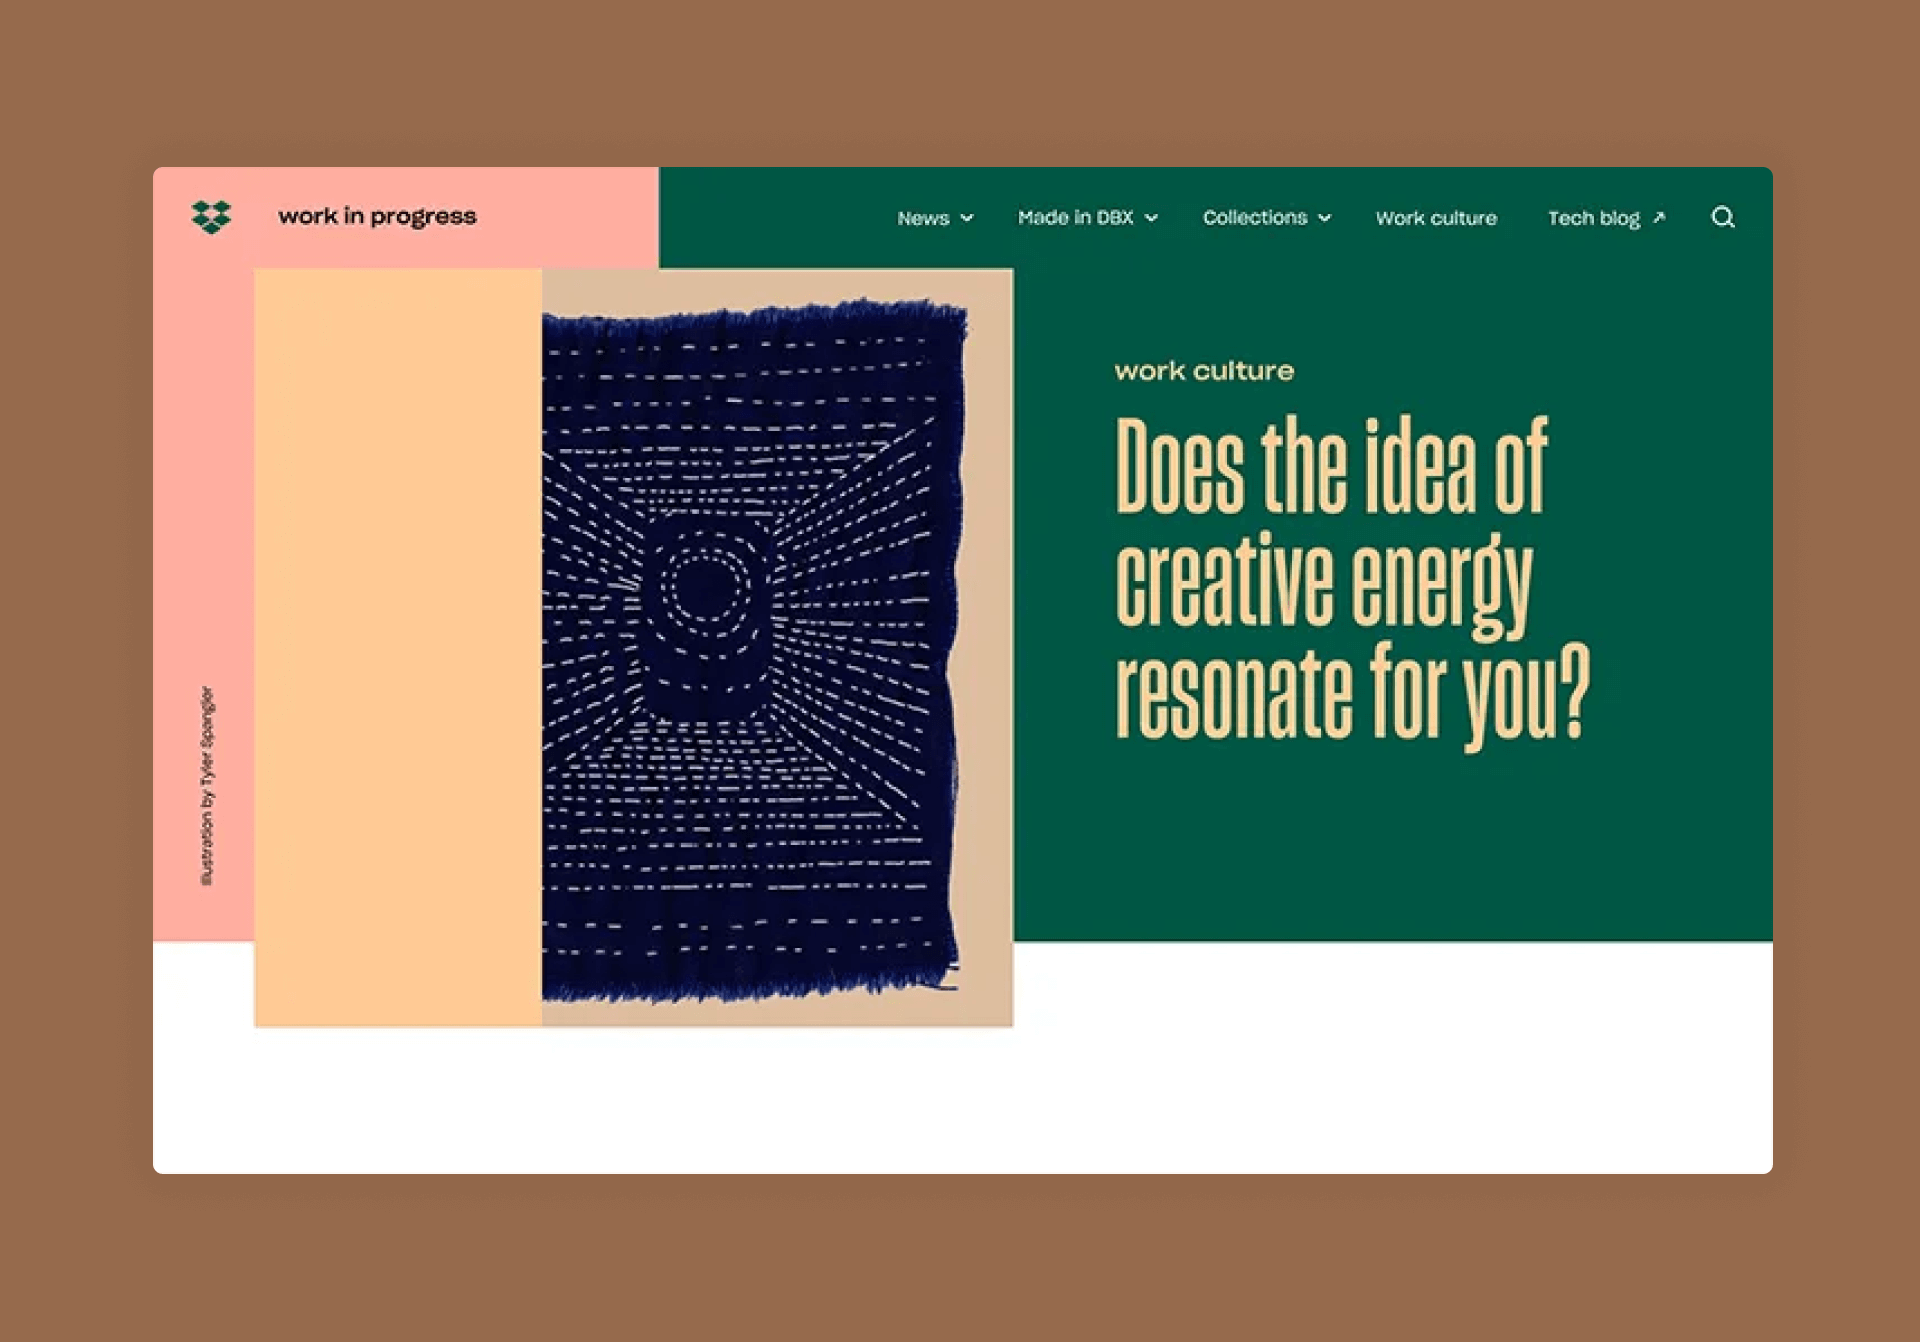 work in progress
News
Made in DBX
Collections
Work culture
Tech blog
Illustration by Tyler Spangler
work culture
Does the idea of
creative energy
resonate for you?